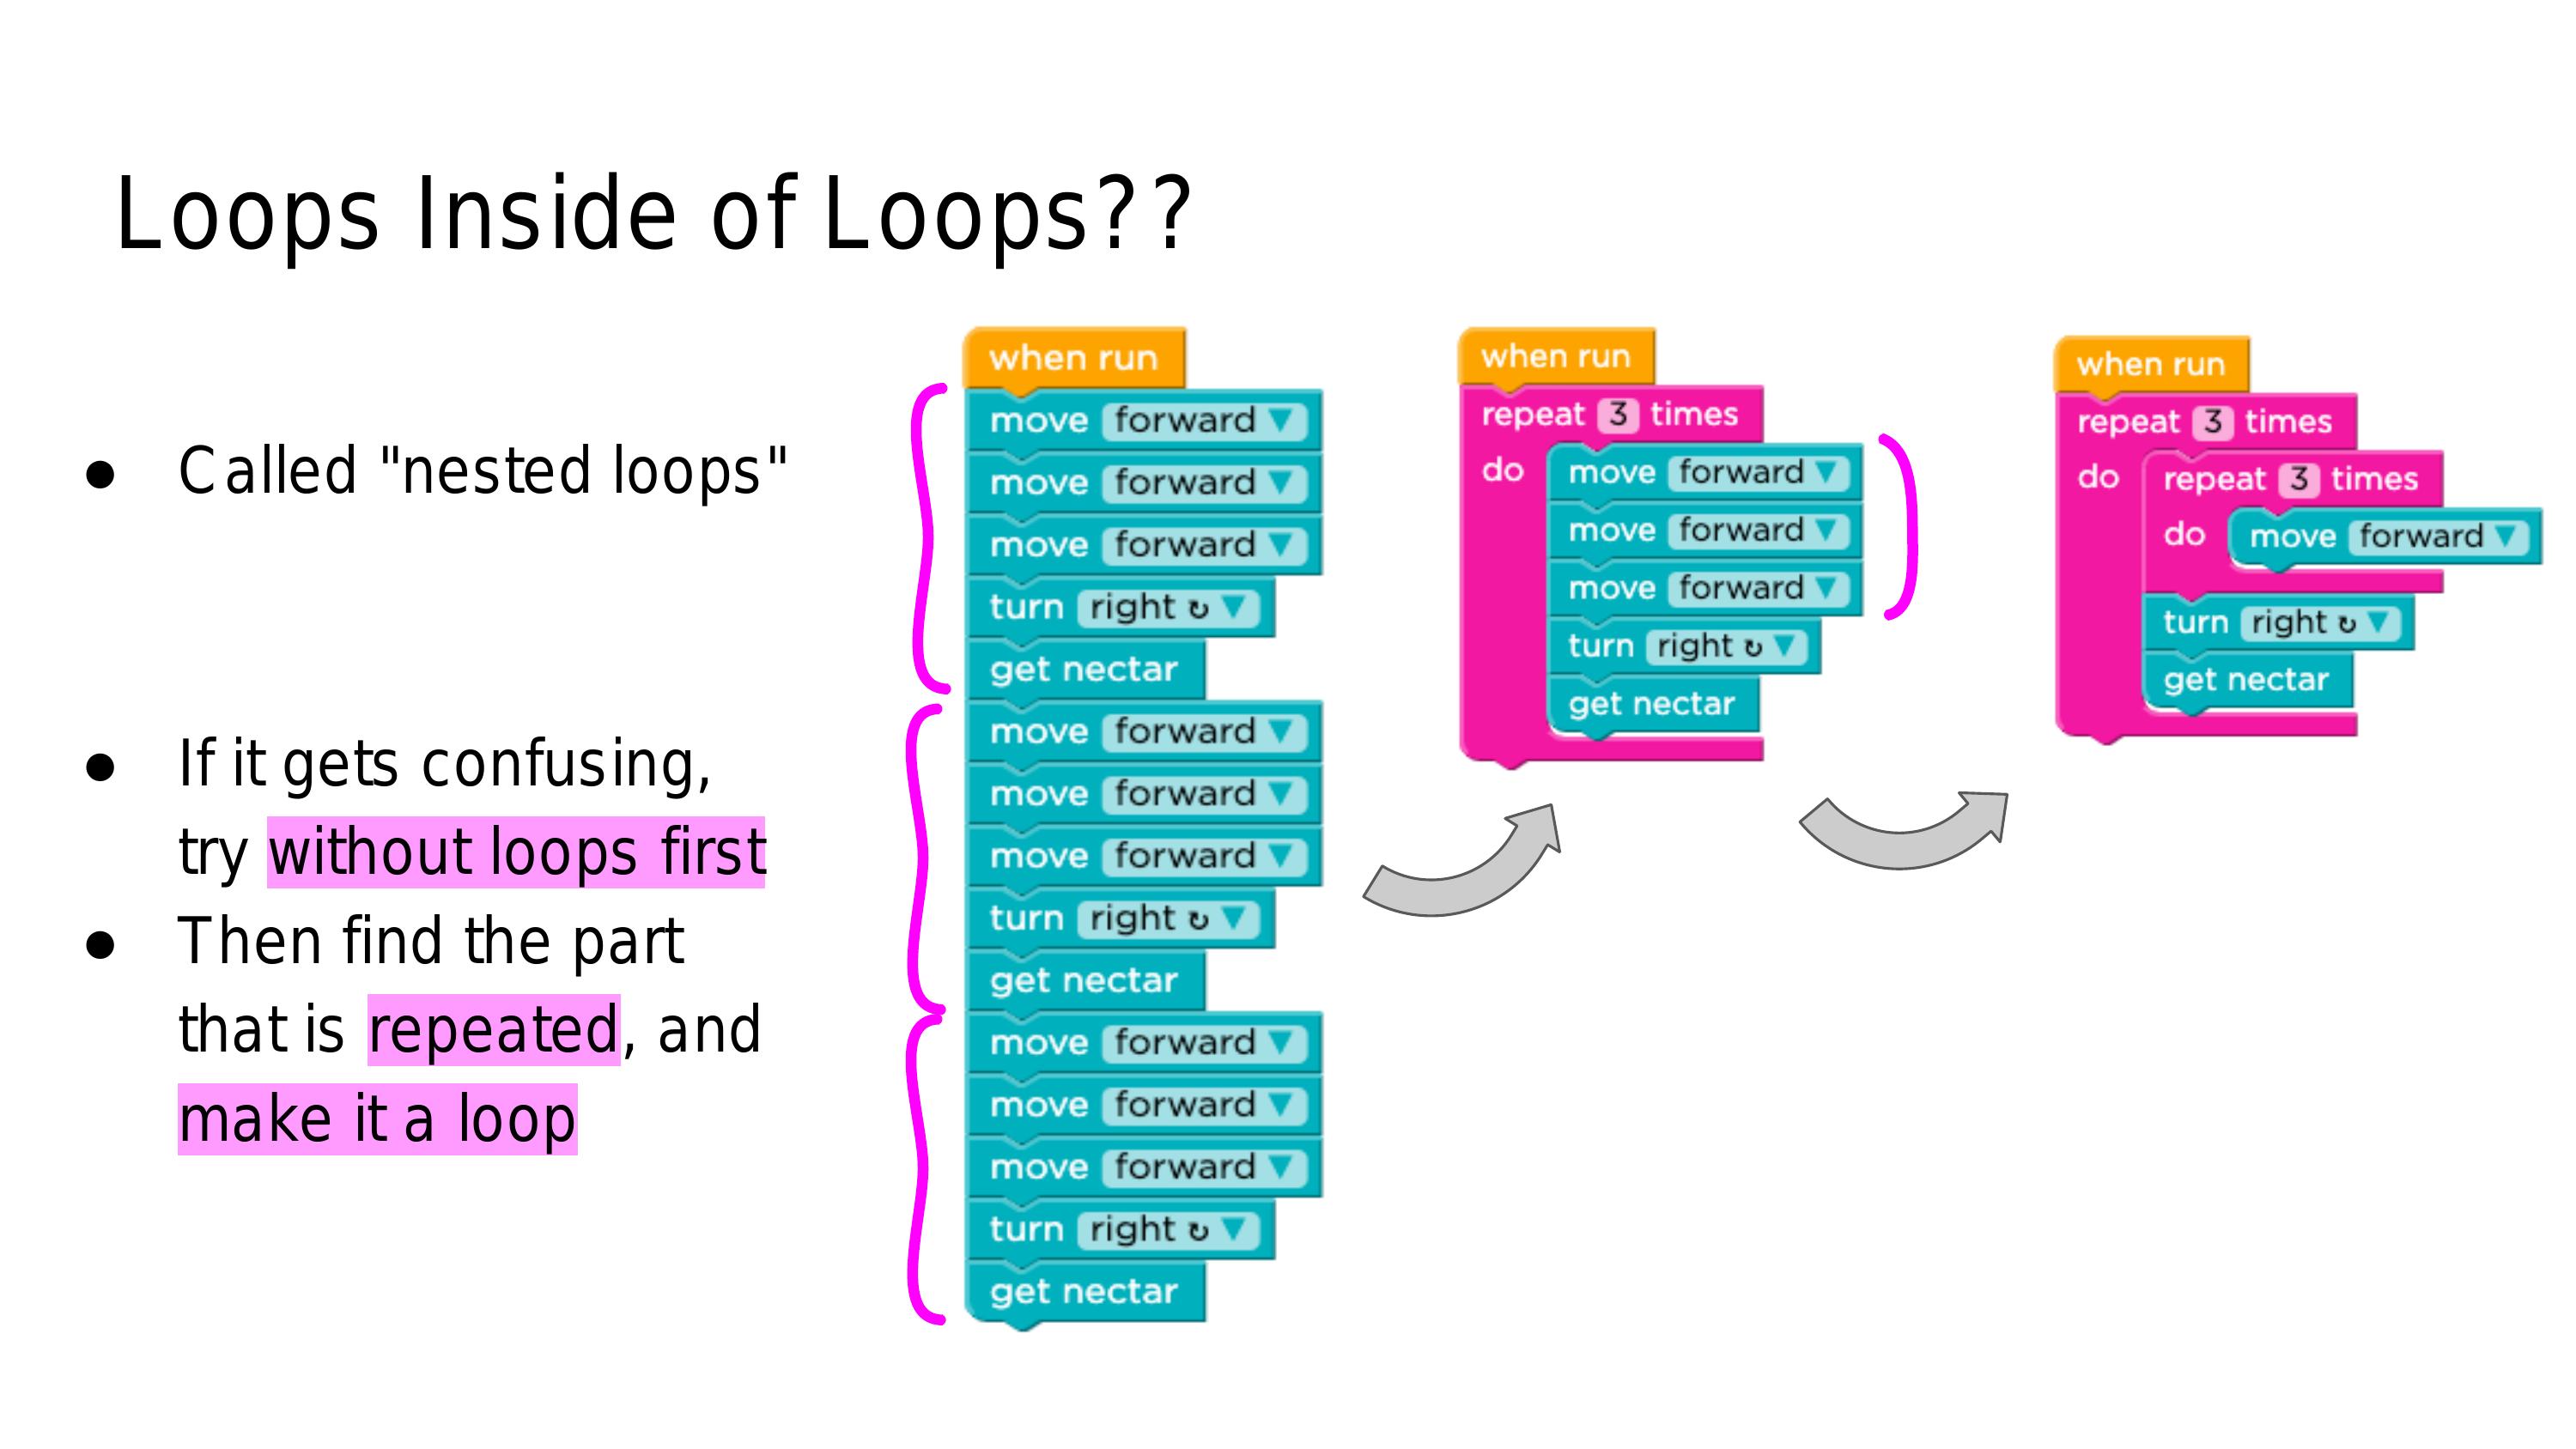 Loops Inside of Loops??
● Called "nested loops"
● If it gets confusing,
try without loops first
● Then find the part
that is repeated, and
make it a loop
when run
move forward ▼
move forward ▼
move forward ▼
turn right ↻ ▼
get nectar
move forward ▼
move forward ▼
move forward ▼
turn right ↻ ▼
get nectar
move forward ▼
move forward ▼
move forward ▼
turn right ↻ ▼
get nectar
when run
repeat 3 times
do move forward ▼
move forward ▼
move forward ▼
turn right ↻ ▼
get nectar
when run
repeat 3 times
do repeat 3 times
do move forward ▼
turn right ↻ ▼
get nectar